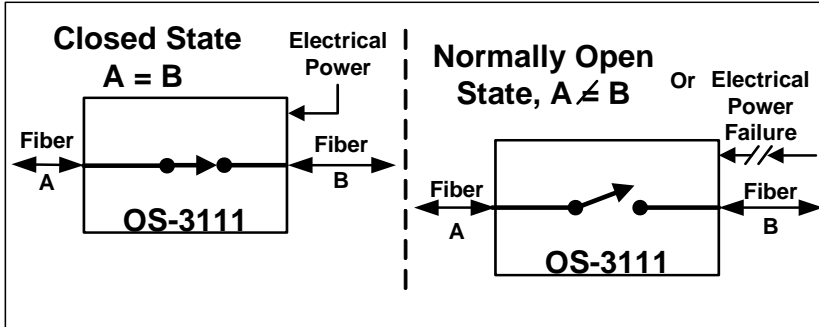 Closed State
A = B
Electrical
Power
Fiber
A
Fiber
B
OS-3111
Normally Open
State, A ≠ B
Or
Electrical
Power
Failure
Fiber
A
Fiber
B
OS-3111